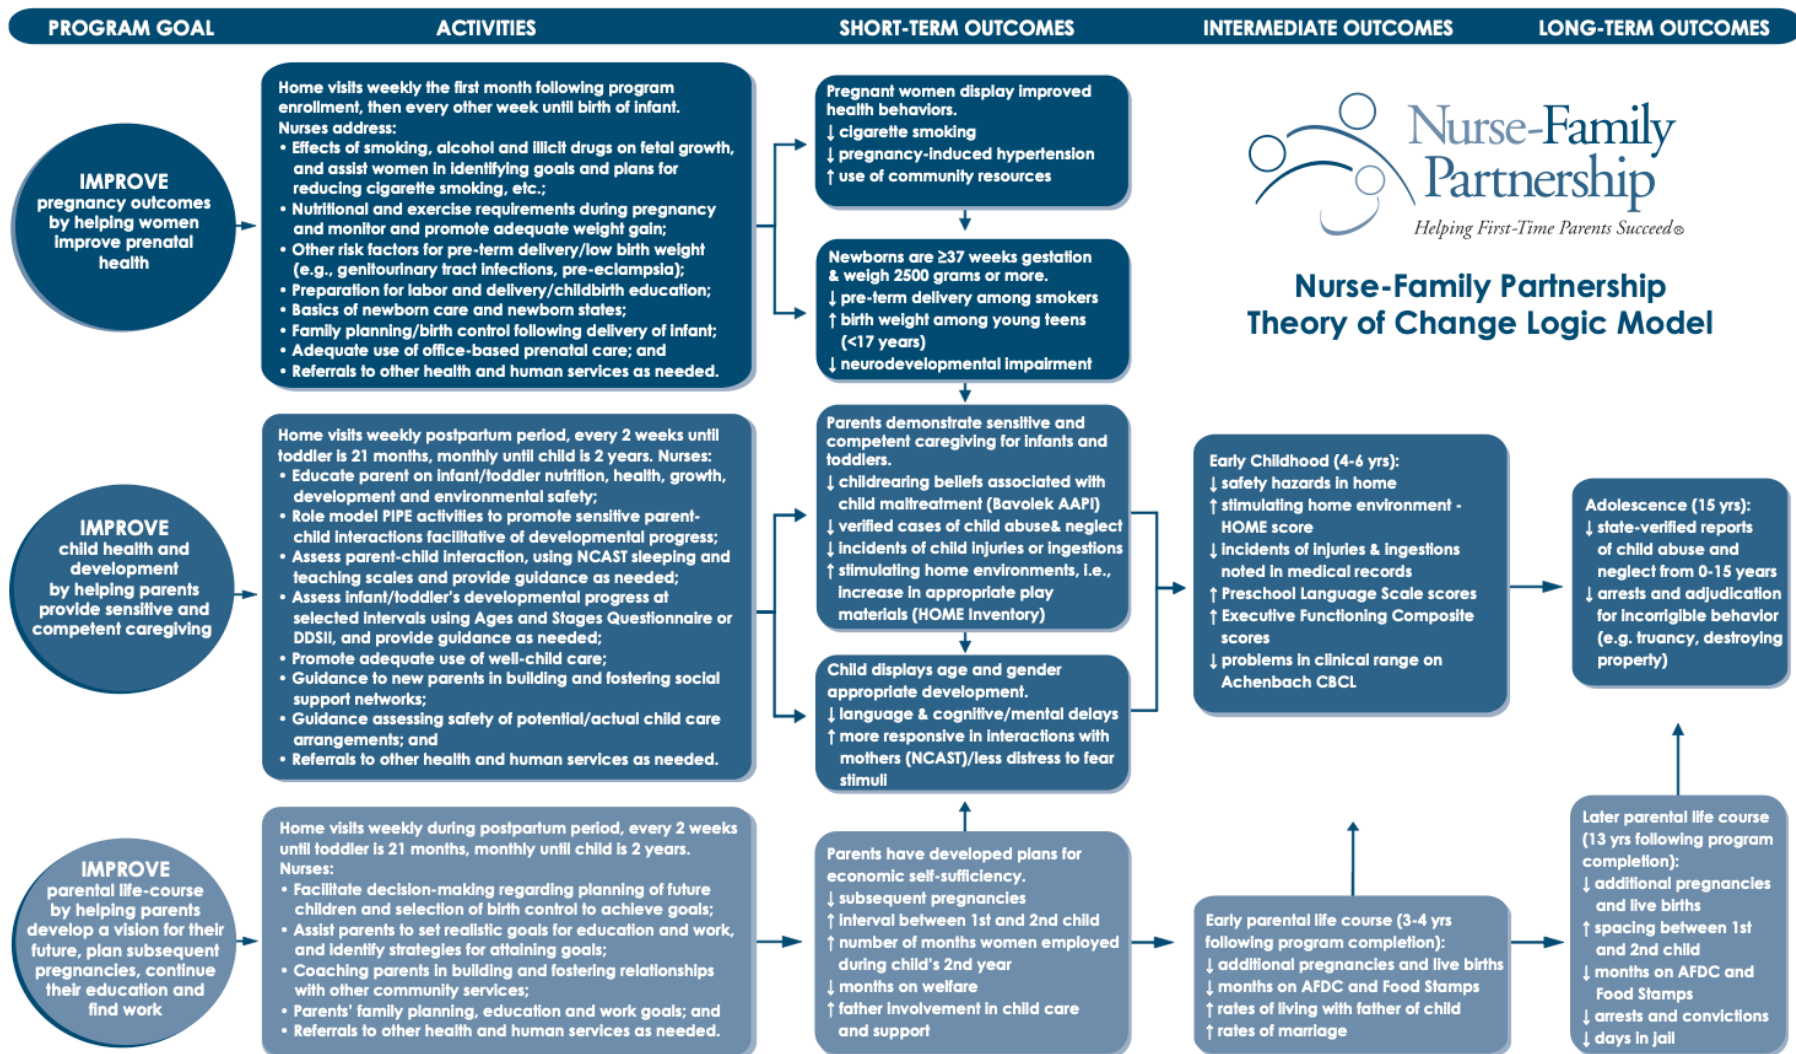 PROGRAM GOAL
ACTIVITIES
SHORT-TERM OUTCOMES
INTERMEDIATE OUTCOMES
LONG-TERM OUTCOMES
IMPROVE
pregnancy outcomes
by helping women
improve prenatal
health
Home visits weekly the first month following program
enrollment, then every other week until birth of infant.
Nurses address:
• Effects of smoking, alcohol and illicit drugs on fetal growth,
and assist women in identifying goals and plans for
reducing cigarette smoking, etc.;
• Nutritional and exercise requirements during pregnancy
and monitor and promote adequate weight gain;
• Other risk factors for pre-term delivery/low birth weight
(e.g., genitourinary tract infections, pre-eclampsia);
• Preparation for labor and delivery/childbirth education;
• Basics of newborn care and newborn states;
• Family planning/birth control following delivery of infant;
• Adequate use of office-based prenatal care; and
• Referrals to other health and human services as needed.
Pregnant women display improved
health behaviors.
↓ cigarette smoking
↓ pregnancy-induced hypertension
↑ use of community resources
Newborns are ≥37 weeks gestation
& weigh 2500 grams or more.
↓ pre-term delivery among smokers
↑ birth weight among young teens
(<17 years)
↓ neurodevelopmental impairment
Nurse-Family
Partnership
Helping First-Time Parents Succeed®
Nurse-Family Partnership
Theory of Change Logic Model
IMPROVE
child health and
development
by helping parents
provide sensitive and
competent caregiving
Home visits weekly postpartum period, every 2 weeks until
toddler is 21 months, monthly until child is 2 years. Nurses:
• Educate parent on infant/toddler nutrition, health, growth,
development and environmental safety;
• Role model PIPE activities to promote sensitive parent-
child interactions facilitative of developmental progress;
• Assess parent-child interaction, using NCAST sleeping and
teaching scales and provide guidance as needed;
• Assess infant/toddler's developmental progress at
selected intervals using Ages and Stages Questionnaire or
DDSII, and provide guidance as needed;
• Promote adequate use of well-child care;
• Guidance to new parents in building and fostering social
support networks;
• Guidance assessing safety of potential/actual child care
arrangements; and
• Referrals to other health and human services as needed.
Parents demonstrate sensitive and
competent caregiving for infants and
toddlers.
↓ childrearing beliefs associated with
child maltreatment (Bavolek AAPI)
↓ verified cases of child abuse& neglect
↓ incidents of child injuries or ingestions
↑ stimulating home environments, i.e.,
increase in appropriate play
materials (HOME Inventory)
Child displays age and gender
appropriate development.
↓ language & cognitive/mental delays
↑ more responsive in interactions with
mothers (NCAST)/less distress to fear
stimuli
Early Childhood (4-6 yrs):
↓ safety hazards in home
↑ stimulating home environment -
HOME score
↓ incidents of injuries & ingestions
noted in medical records
↑ Preschool Language Scale scores
↑ Executive Functioning Composite
scores
↓ problems in clinical range on
Achenbach CBCL
Adolescence (15 yrs):
↓ state-verified reports
of child abuse and
neglect from 0-15 years
↓ arrests and adjudication
for incorrigible behavior
(e.g. truancy, destroying
property)
IMPROVE
parental life-course
by helping parents
develop a vision for their
future, plan subsequent
pregnancies, continue
their education and
find work
Home visits weekly during postpartum period, every 2 weeks
until toddler is 21 months, monthly until child is 2 years.
Nurses:
• Facilitate decision-making regarding planning of future
children and selection of birth control to achieve goals;
• Assist parents to set realistic goals for education and work,
and identify strategies for attaining goals;
• Coaching parents in building and fostering relationships
with other community services;
• Parents' family planning, education and work goals; and
• Referrals to other health and human services as needed.
Parents have developed plans for
economic self-sufficiency.
↓ subsequent pregnancies
↑ interval between 1st and 2nd child
↑ number of months women employed
during child's 2nd year
↓ months on welfare
↑ father involvement in child care
and support
Early parental life course (3-4 yrs
following program completion):
↓ additional pregnancies and live births
↓ months on AFDC and Food Stamps
↑ rates of living with father of child
↑ rates of marriage
Later parental life course
(13 yrs following program
completion):
↓ additional pregnancies
and live births
↑ spacing between 1st
and 2nd child
↓ months on AFDC and
Food Stamps
↓ arrests and convictions
↓ days in jail